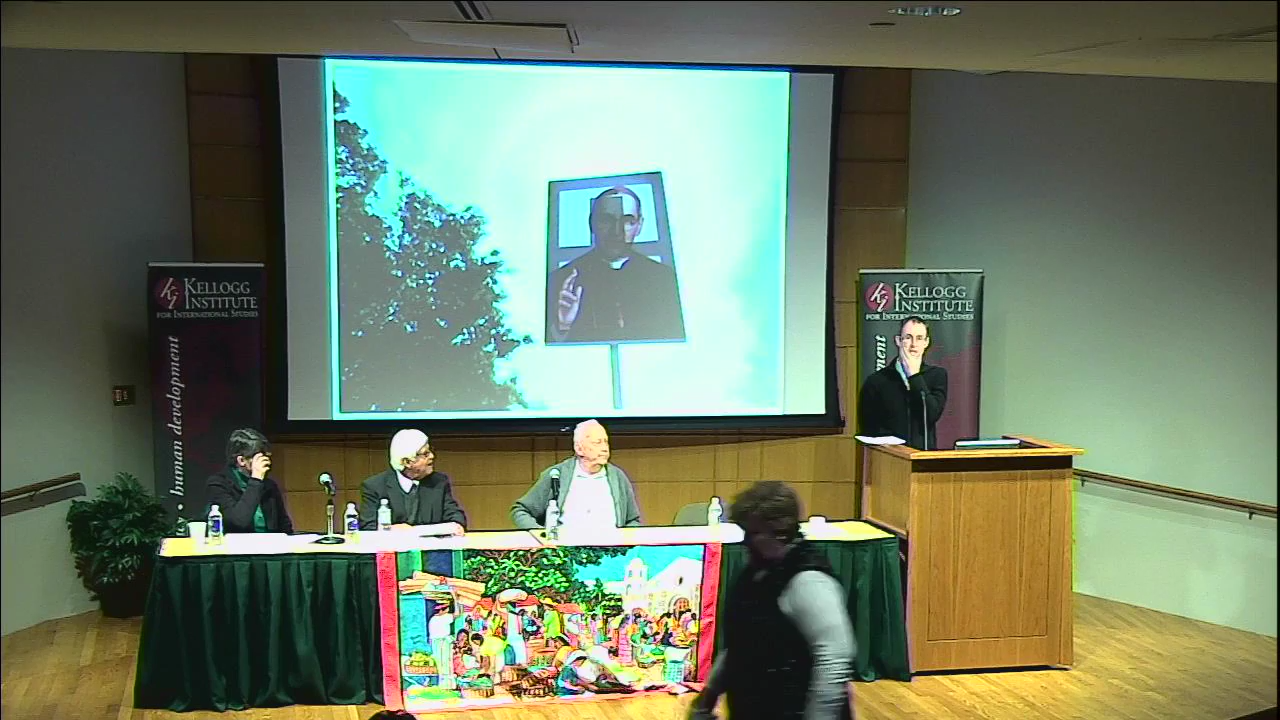 KELLOGG
INSTITUTE
FOR INTERNATIONAL STUDIES
human development
KELLOGG
INSTITUTE
FOR INTERNATIONAL STUDIES
ment